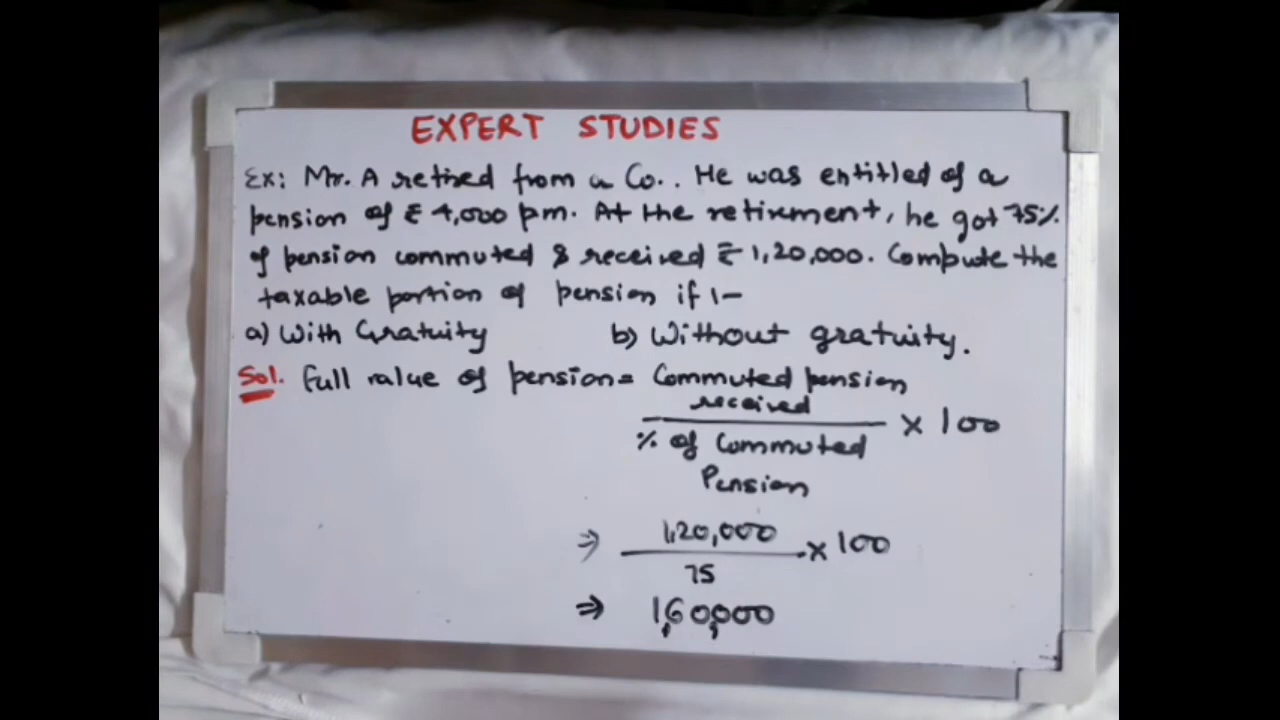 EXPERT STUDIES
Ex: Mr. A retired from a Co.. He was entitled of a
pension of ₹ 4,000 pm. At the retirement, he got 75%
of pension commuted & received ₹ 1,20,000. Compute the
taxable portion of pension if :-
a) With Gratuity b) Without gratuity.
Sol. Full value of pension = Commuted pension
received
× 100
% of Commuted
Pension
⇒ 1,20,000
× 100
75
⇒ 1,60,000